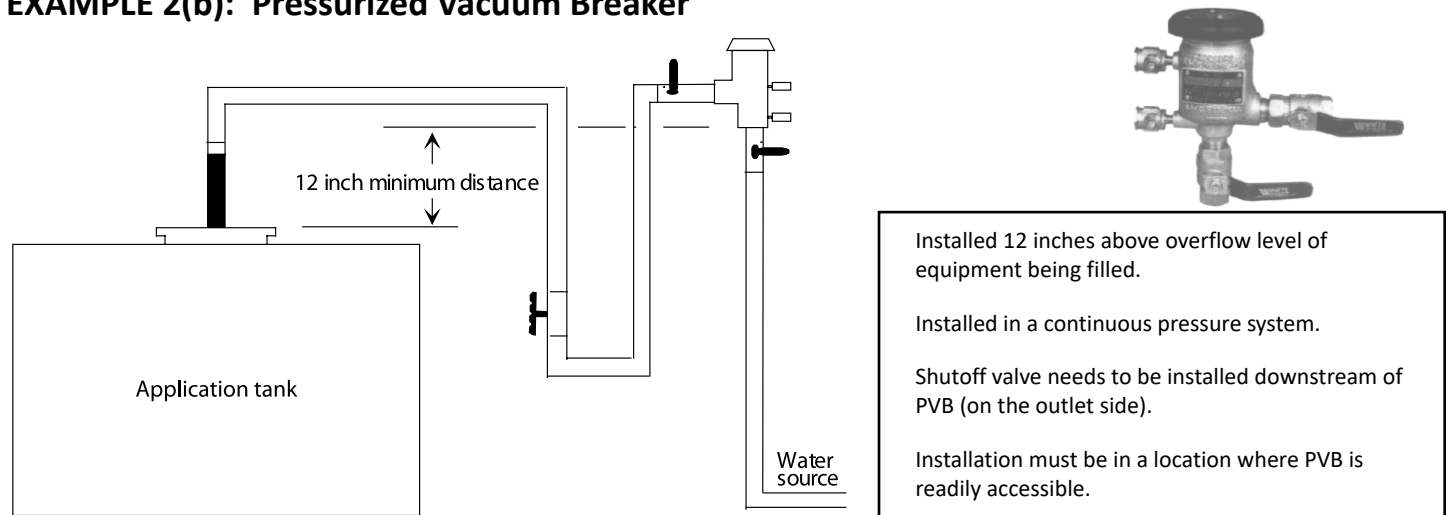 EXAMPLE 2(b): Pressurized Vacuum Breaker
12 inch minimum distance
Application tank
Water
source
Installed 12 inches above overflow level of
equipment being filled.
Installed in a continuous pressure system.
Shutoff valve needs to be installed downstream of
PVB (on the outlet side).
Installation must be in a location where PVB is
readily accessible.